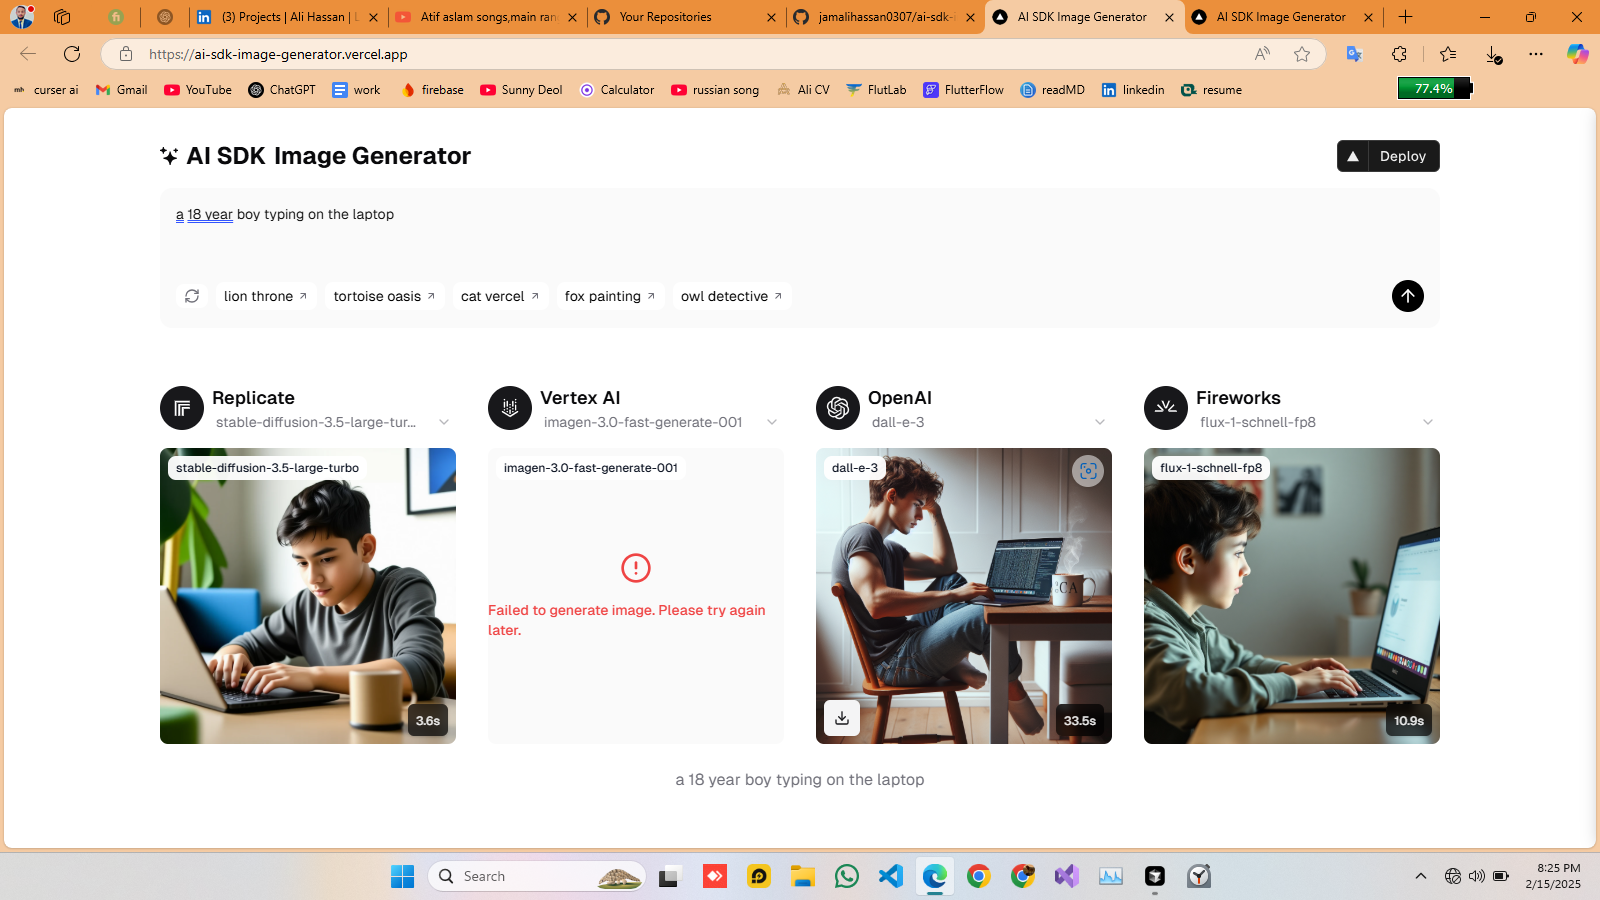 (3) Projects | Ali Hassan | L
Atif aslam songs,main ran
Your Repositories
jamalihassan0307/ai-sdk-i
AI SDK Image Generator
AI SDK Image Generator
https://ai-sdk-image-generator.vercel.app
curser ai
Gmail
YouTube
ChatGPT
work
firebase
Sunny Deol
Calculator
russian song
Ali CV
FlutLab
FlutterFlow
readMD
linkedin
resume
77.4%
AI SDK Image Generator
Deploy
a 18 year boy typing on the laptop
lion throne
tortoise oasis
cat vercel
fox painting
owl detective
Replicate
stable-diffusion-3.5-large-tur...
Vertex AI
imagen-3.0-fast-generate-001
OpenAI
dall-e-3
Fireworks
flux-1-schnell-fp8
stable-diffusion-3.5-large-turbo
3.6s
imagen-3.0-fast-generate-001
Failed to generate image. Please try again
later.
dall-e-3
33.5s
flux-1-schnell-fp8
10.9s
a 18 year boy typing on the laptop
Search
8:25 PM
2/15/2025